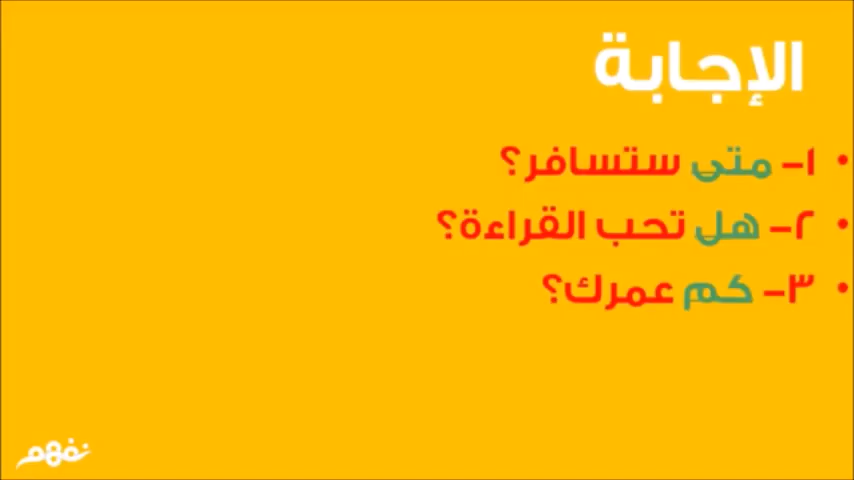 الإجابة
• ١- متى ستسافر؟
• ٢- هل تحب القراءة؟
• ٣- كم عمرك؟
نفهم